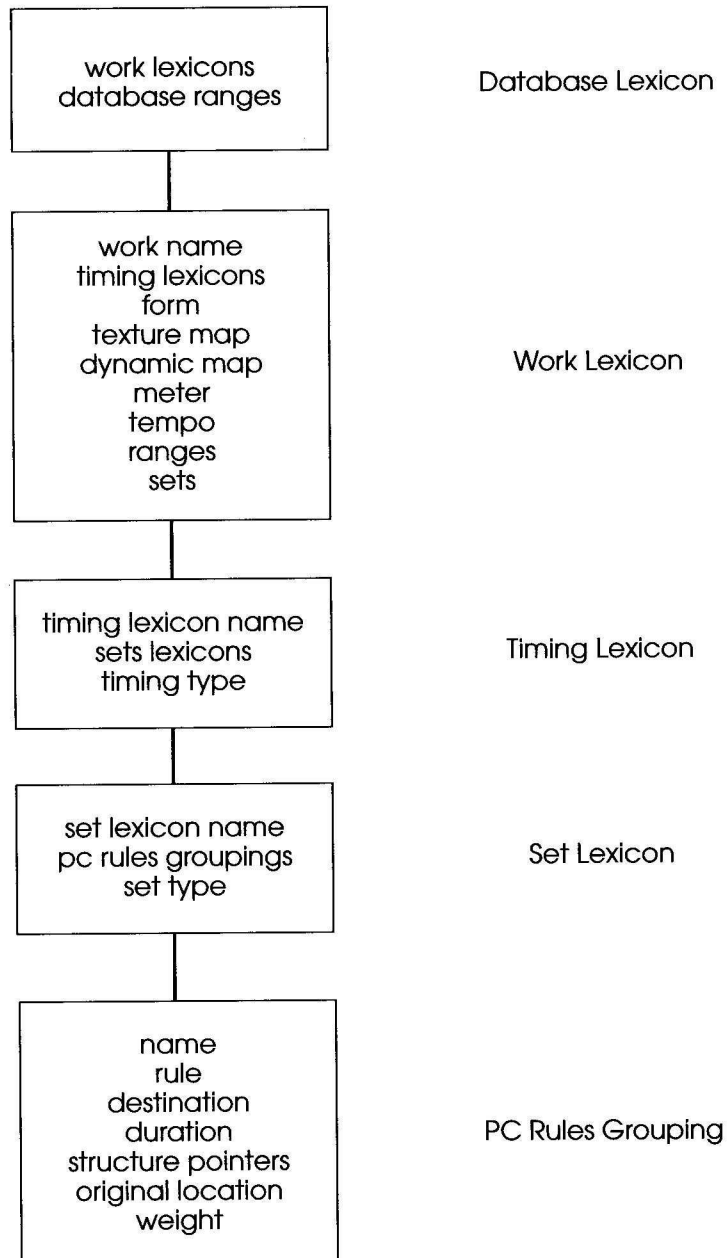 work lexicons
database ranges
Database Lexicon
work name
timing lexicons
form
texture map
dynamic map
meter
tempo
ranges
sets
Work Lexicon
timing lexicon name
sets lexicons
timing type
Timing Lexicon
set lexicon name
pc rules groupings
set type
Set Lexicon
name
rule
destination
duration
structure pointers
original location
weight
PC Rules Grouping